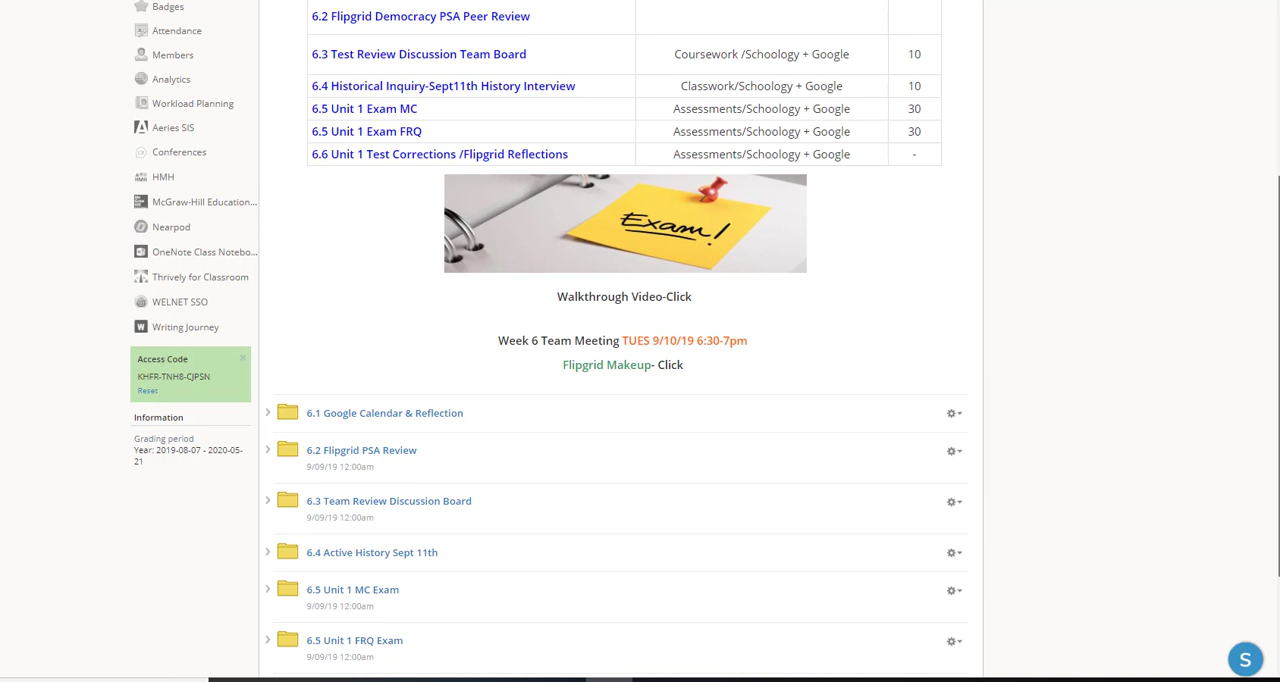 Badges
Attendance
Members
Analytics
Workload Planning
Aeries SIS
Conferences
HMH
McGraw-Hill Education...
Nearpod
OneNote Class Notebo...
Thrively for Classroom
WELNET SSO
Writing Journey
Access Code
KHFR-TNH8-CJPSN
Reset
Information
Grading period
Year: 2019-08-07 - 2020-05-
21
6.2 Flipgrid Democracy PSA Peer Review
6.3 Test Review Discussion Team Board Coursework /Schoology + Google 10
6.4 Historical Inquiry-Sept11th History Interview Classwork/Schoology + Google 10
6.5 Unit 1 Exam MC Assessments/Schoology + Google 30
6.5 Unit 1 Exam FRQ Assessments/Schoology + Google 30
6.6 Unit 1 Test Corrections /Flipgrid Reflections Assessments/Schoology + Google -
Exam!
Walkthrough Video-Click
Week 6 Team Meeting TUES 9/10/19 6:30-7pm
Flipgrid Makeup- Click
6.1 Google Calendar & Reflection
6.2 Flipgrid PSA Review
9/09/19 12:00am
6.3 Team Review Discussion Board
9/09/19 12:00am
6.4 Active History Sept 11th
6.5 Unit 1 MC Exam
9/09/19 12:00am
6.5 Unit 1 FRQ Exam
9/09/19 12:00am
S